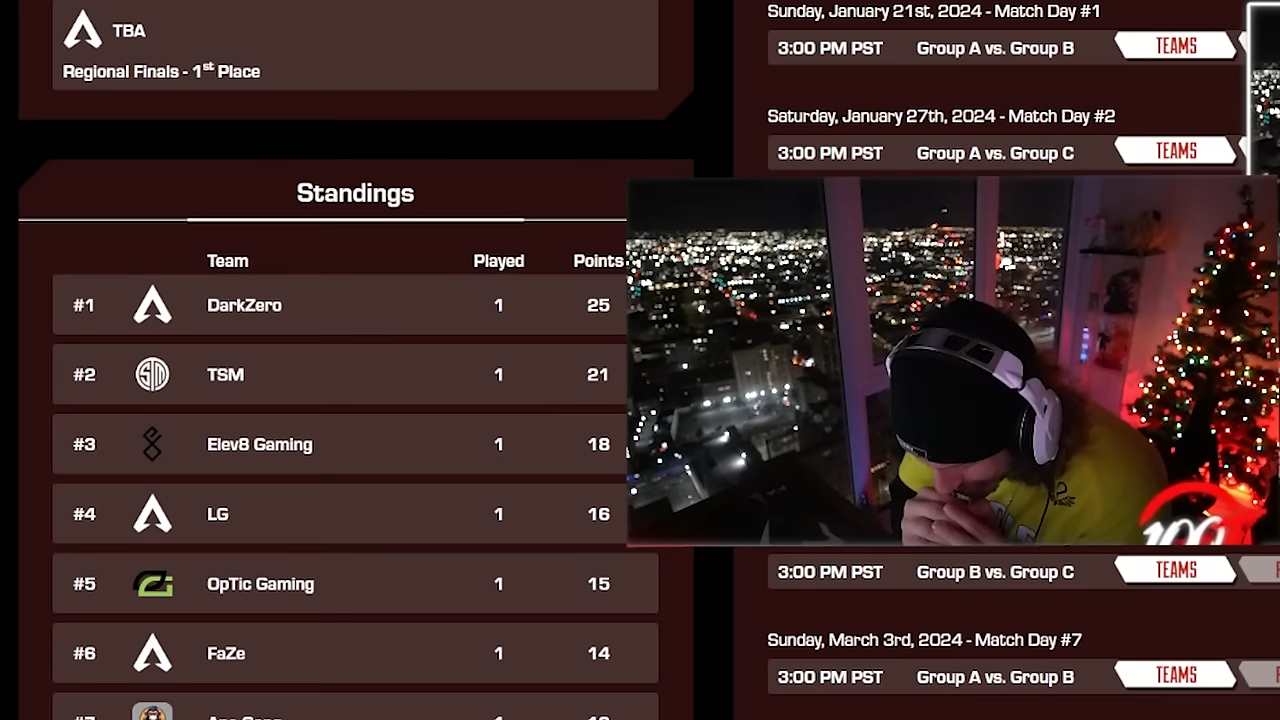 TBA
Regional Finals - 1st Place
Standings
Team Played Points
#1 DarkZero 1 25
#2 TSM 1 21
#3 Elev8 Gaming 1 18
#4 LG 1 16
#5 OpTic Gaming 1 15
#6 FaZe 1 14
Sunday, January 21st, 2024 - Match Day #1
3:00 PM PST Group A vs. Group B TEAMS
Saturday, January 27th, 2024 - Match Day #2
3:00 PM PST Group A vs. Group C TEAMS
100
3:00 PM PST Group B vs. Group C TEAMS
Sunday, March 3rd, 2024 - Match Day #7
3:00 PM PST Group A vs. Group B TEAMS